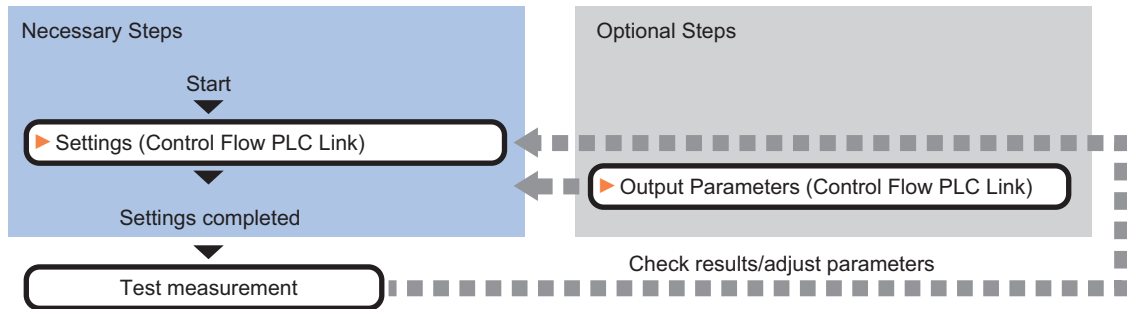 Necessary Steps
Start
Settings (Control Flow PLC Link)
Settings completed
Test measurement
Optional Steps
Output Parameters (Control Flow PLC Link)
Check results/adjust parameters